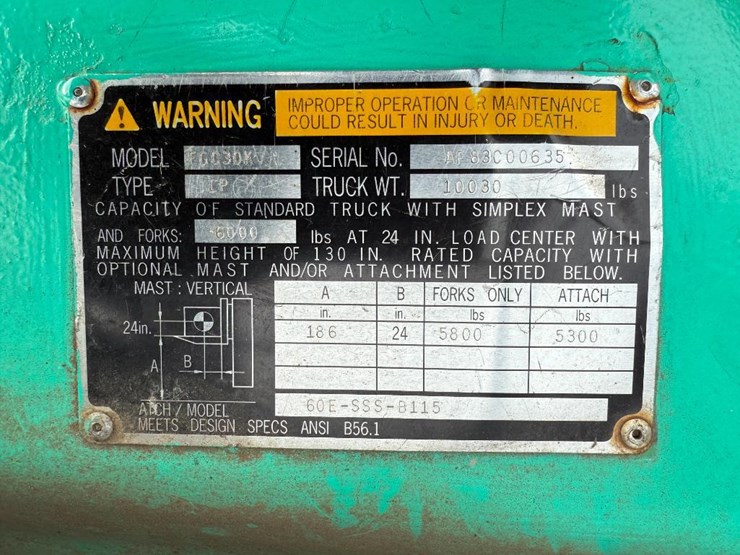 WARNING
IMPROPER OPERATION OR MAINTENANCE
COULD RESULT IN INJURY OR DEATH.
MODEL SERIAL No.
TYPE TRUCK WT. 10030 lbs
CAPACITY OF STANDARD TRUCK WITH SIMPLEX MAST
AND FORKS: 6000 lbs AT 24 IN. LOAD CENTER WITH
MAXIMUM HEIGHT OF 130 IN. RATED CAPACITY WITH
OPTIONAL MAST AND/OR ATTACHMENT LISTED BELOW.
MAST : VERTICAL
A B FORKS ONLY ATTACH
in. in. lbs lbs
186 24 5800 5300
24in.
A
B
ATCH / MODEL 60E-SSS-B115
MEETS DESIGN SPECS ANSI B56.1